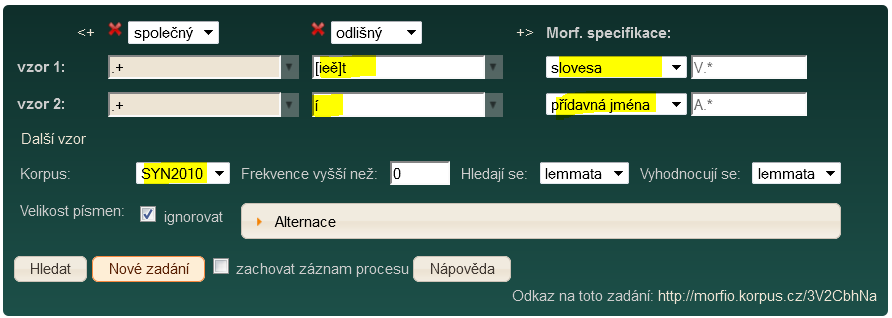 <+ společný odlišný +> Morf. specifikace:
vzor 1: .+ [ieě]t slovesa V.*
vzor 2: .+ í přídavná jména A.*
Další vzor
Korpus: SYN2010 Frekvence vyšší než: 0 Hledají se: lemmata Vyhodnocují se: lemmata
Velikost písmen: ignorovat Alternace
Hledat Nové zadání zachovat záznam procesu Nápověda
Odkaz na toto zadání: http://morfio.korpus.cz/3V2CbhNa